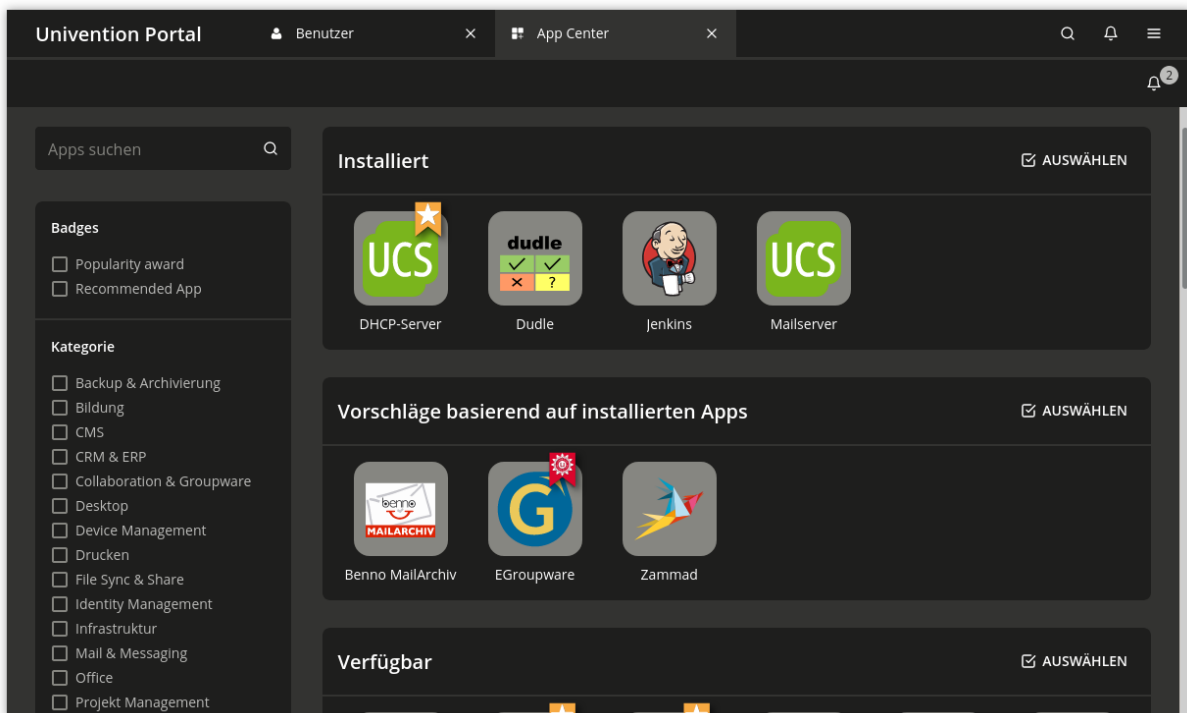 Univention Portal
Benutzer
App Center
2
Apps suchen
Badges
Popularity award
Recommended App
Kategorie
Backup & Archivierung
Bildung
CMS
CRM & ERP
Collaboration & Groupware
Desktop
Device Management
Drucken
File Sync & Share
Identity Management
Infrastruktur
Mail & Messaging
Office
Projekt Management
Installiert
AUSWÄHLEN
UCS
DHCP-Server
dudle
?
Dudle
Jenkins
UCS
Mailserver
Vorschläge basierend auf installierten Apps
AUSWÄHLEN
benno
MAILARCHIV
Benno MailArchiv
G
EGroupware
Zammad
Verfügbar
AUSWÄHLEN